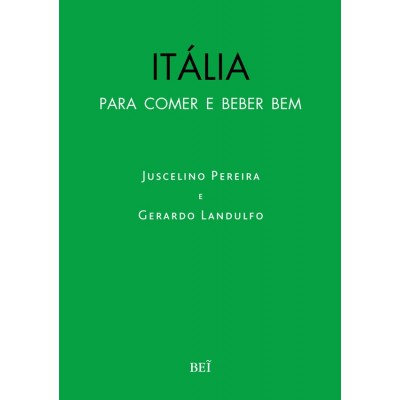 ITÁLIA
PARA COMER E BEBER BEM
JUSCELINO PEREIRA
E
GERARDO LANDULFO
BEĨ